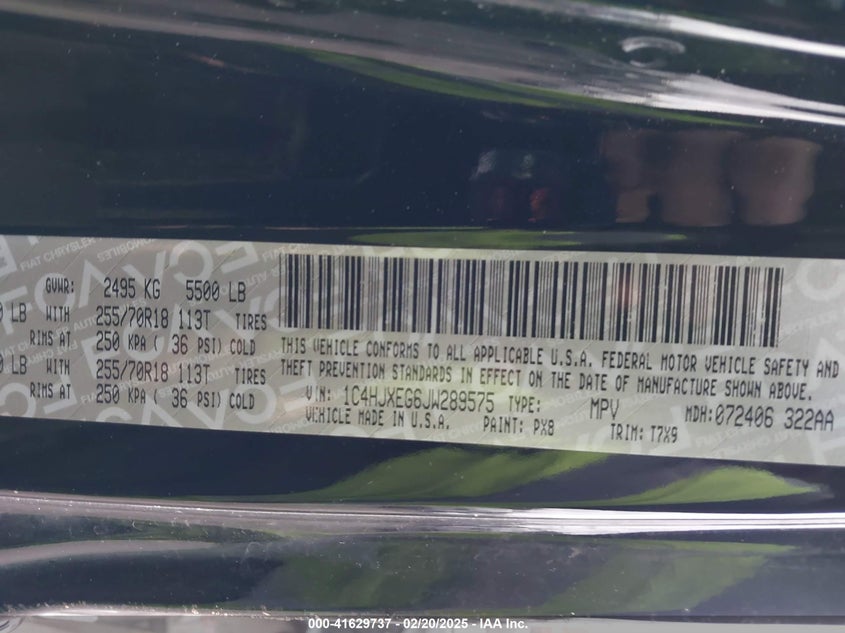 GVWR: 2495 KG 5500 LB
LB WITH 255/70R18 113T TIRES
RIMS AT 250 KPA ( 36 PSI) COLD
LB WITH 255/70R18 113T TIRES
RIMS AT 250 KPA ( 36 PSI) COLD
THIS VEHICLE CONFORMS TO ALL APPLICABLE U.S.A. FEDERAL MOTOR VEHICLE SAFETY AND
THEFT PREVENTION STANDARDS IN EFFECT ON THE DATE OF MANUFACTURE SHOWN ABOVE.
VIN: 1C4HJXEG6JW289575 TYPE: MPV MDH: 072406 322AA
VEHICLE MADE IN U.S.A. PAINT: PX8 TRIM: T7X9
000-41629737 - 02/20/2025 - IAA Inc.